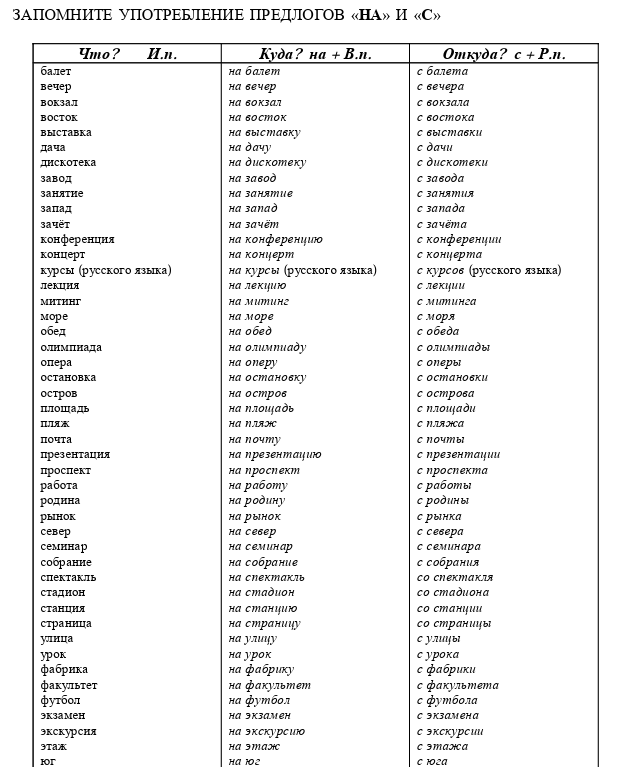 ЗАПОМНИТЕ УПОТРЕБЛЕНИЕ ПРЕДЛОГОВ «НА» И «С»
Что? И.п. Куда? на + В.п. Откуда? с + Р.п.
балет на балет с балета
вечер на вечер с вечера
вокзал на вокзал с вокзала
восток на восток с востока
выставка на выставку с выставки
дача на дачу с дачи
дискотека на дискотеку с дискотеки
завод на завод с завода
занятие на занятие с занятия
запад на запад с запада
зачёт на зачёт с зачёта
конференция на конференцию с конференции
концерт на концерт с концерта
курсы (русского языка) на курсы (русского языка) с курсов (русского языка)
лекция на лекцию с лекции
митинг на митинг с митинга
море на море с моря
обед на обед с обеда
олимпиада на олимпиаду с олимпиады
опера на оперу с оперы
остановка на остановку с остановки
остров на остров с острова
площадь на площадь с площади
пляж на пляж с пляжа
почта на почту с почты
презентация на презентацию с презентации
проспект на проспект с проспекта
работа на работу с работы
родина на родину с родины
рынок на рынок с рынка
север на север с севера
семинар на семинар с семинара
собрание на собрание с собрания
спектакль на спектакль со спектакля
стадион на стадион со стадиона
станция на станцию со станции
страница на страницу со страницы
улица на улицу с улицы
урок на урок с урока
фабрика на фабрику с фабрики
факультет на факультет с факультета
футбол на футбол с футбола
экзамен на экзамен с экзамена
экскурсия на экскурсию с экскурсии
этаж на этаж с этажа
юг на юг с юга